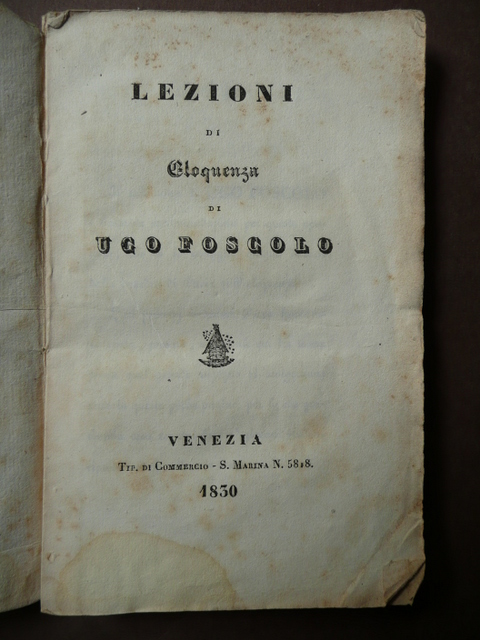 LEZIONI
DI
Eloquenza
DI
UGO FOSCOLO
VENEZIA
Tip. di Commercio - S. Marina N. 5818.
1830